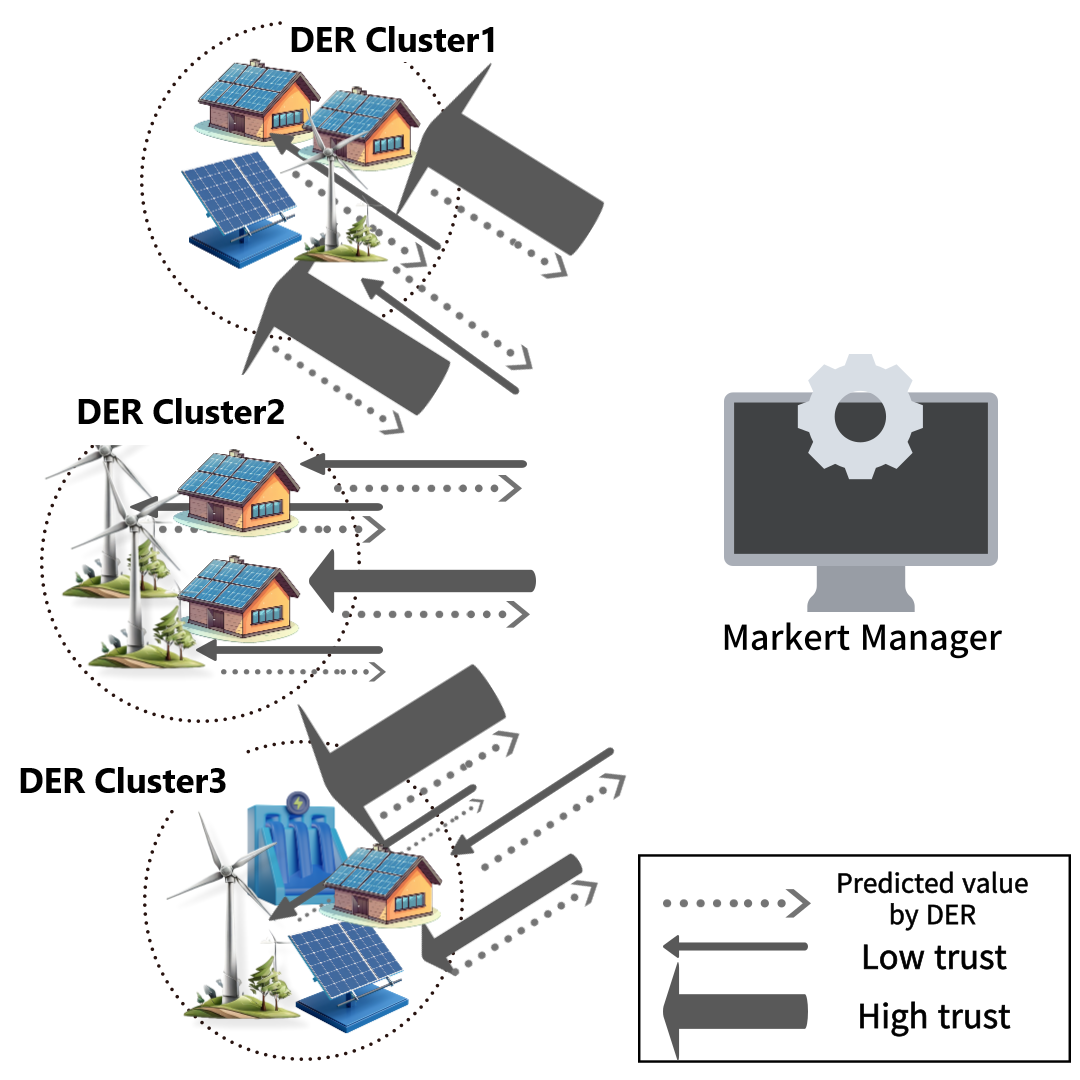 DER Cluster1
DER Cluster2
Markert Manager
DER Cluster3
Predicted value
by DER
Low trust
High trust